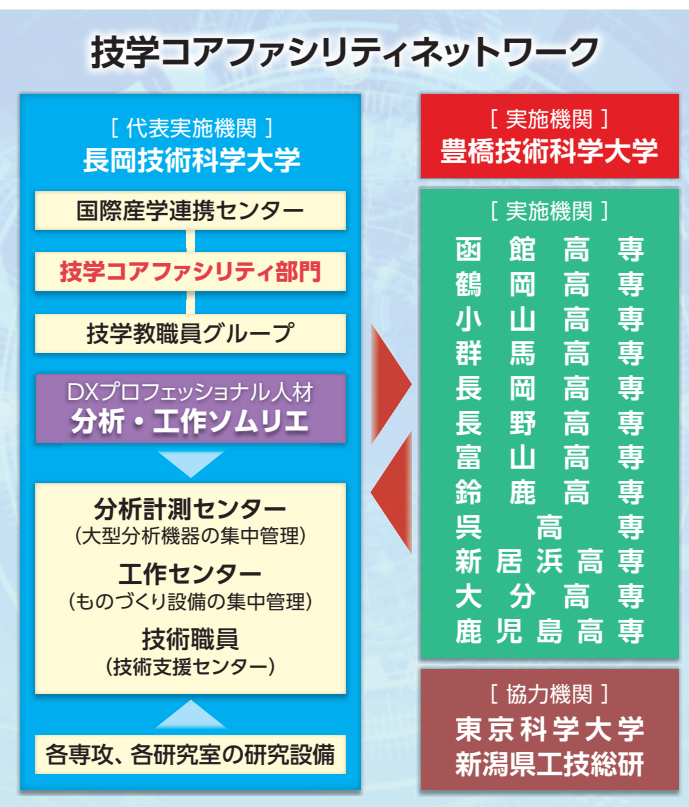 技学コアファシリティネットワーク
[ 代表実施機関 ]
長岡技術科学大学
国際産学連携センター
技学コアファシリティ部門
技学教職員グループ
DXプロフェッショナル人材
分析・工作ソムリエ
分析計測センター
(大型分析機器の集中管理)
工作センター
(ものづくり設備の集中管理)
技術職員
(技術支援センター)
各専攻、各研究室の研究設備
[ 実施機関 ]
豊橋技術科学大学
[ 実施機関 ]
函館高専
鶴岡高専
小山高専
群馬高専
長岡高専
長野高専
富山高専
鈴鹿高専
呉高専
新居浜高専
大分高専
鹿児島高専
[ 協力機関 ]
東京科学大学
新潟県工技総研